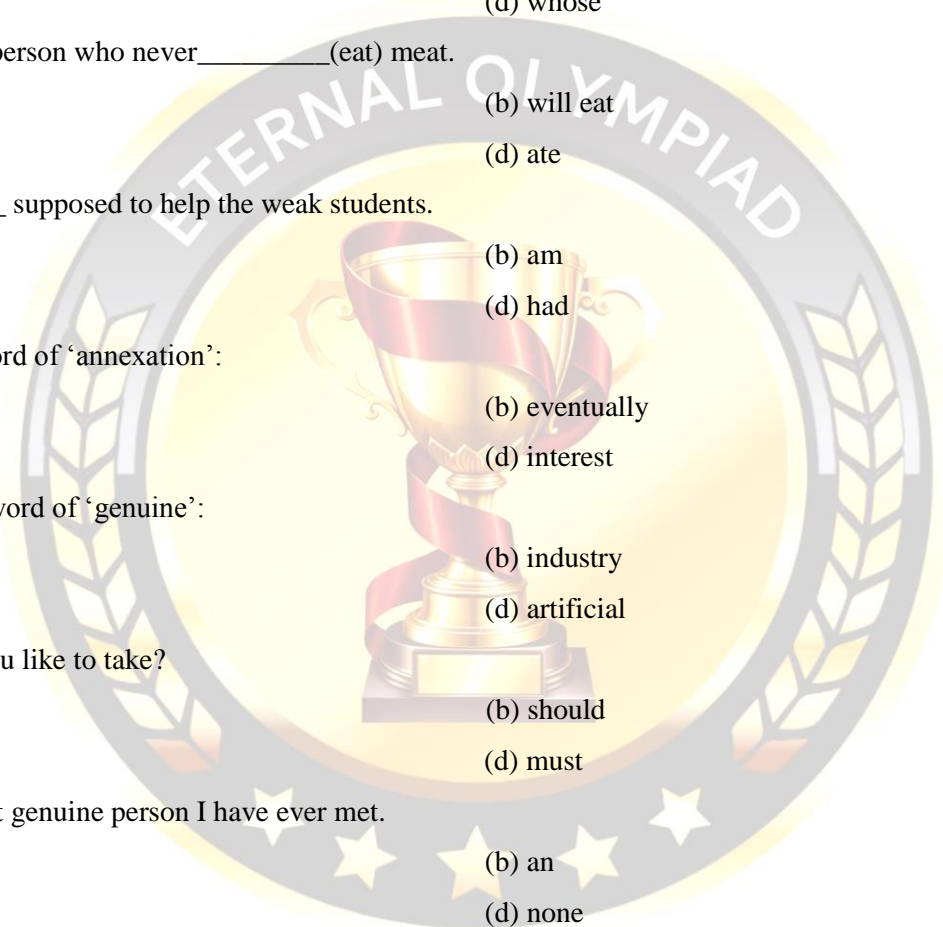 (d) whose
person who never_________(eat) meat.
(b) will eat
(d) ate
_ supposed to help the weak students.
(b) am
(d) had
ord of ‘annexation’:
(b) eventually
(d) interest
word of ‘genuine’:
(b) industry
(d) artificial
u like to take?
(b) should
(d) must
t genuine person I have ever met.
(b) an
(d) none
ETERNAL OLYMPIAD